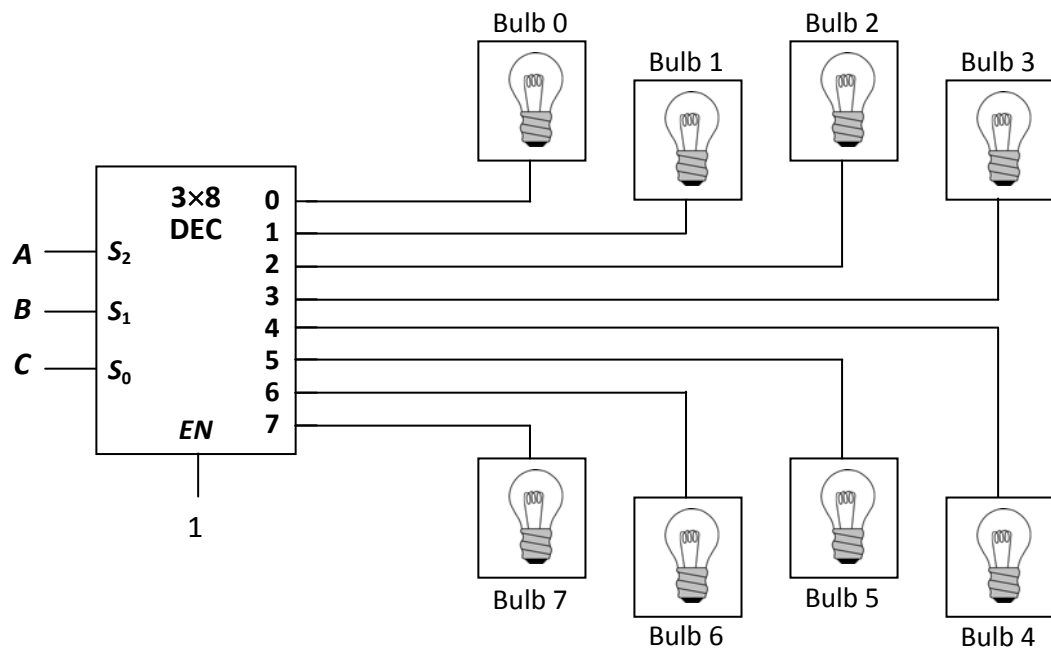 Bulb 0
Bulb 1
Bulb 2
Bulb 3
3×8
DEC
0
1
2
3
4
5
6
7
A
S₂
B
S₁
C
S₀
EN
1
Bulb 7
Bulb 6
Bulb 5
Bulb 4